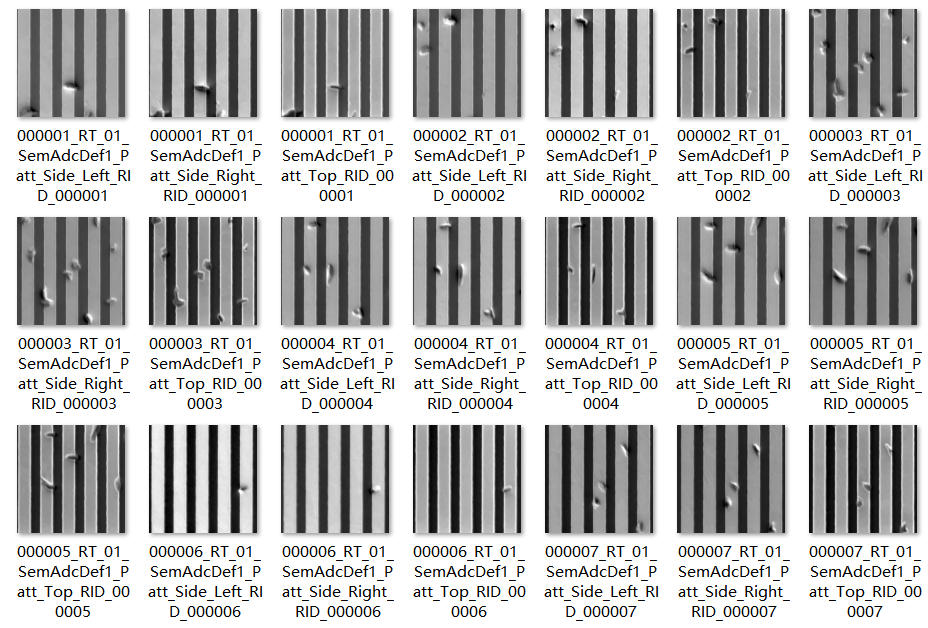 000001_RT_01_
SemAdcDef1_P
att_Side_Left_RI
D_000001
000001_RT_01_
SemAdcDef1_P
att_Side_Right_
RID_000001
000001_RT_01_
SemAdcDef1_P
att_Top_RID_00
0001
000002_RT_01_
SemAdcDef1_P
att_Side_Left_RI
D_000002
000002_RT_01_
SemAdcDef1_P
att_Side_Right_
RID_000002
000002_RT_01_
SemAdcDef1_P
att_Top_RID_00
0002
000003_RT_01_
SemAdcDef1_P
att_Side_Left_RI
D_000003
000003_RT_01_
SemAdcDef1_P
att_Side_Right_
RID_000003
000003_RT_01_
SemAdcDef1_P
att_Top_RID_00
0003
000004_RT_01_
SemAdcDef1_P
att_Side_Left_RI
D_000004
000004_RT_01_
SemAdcDef1_P
att_Side_Right_
RID_000004
000004_RT_01_
SemAdcDef1_P
att_Top_RID_00
0004
000005_RT_01_
SemAdcDef1_P
att_Side_Left_RI
D_000005
000005_RT_01_
SemAdcDef1_P
att_Side_Right_
RID_000005
000005_RT_01_
SemAdcDef1_P
att_Top_RID_00
0005
000006_RT_01_
SemAdcDef1_P
att_Side_Left_RI
D_000006
000006_RT_01_
SemAdcDef1_P
att_Side_Right_
RID_000006
000006_RT_01_
SemAdcDef1_P
att_Top_RID_00
0006
000007_RT_01_
SemAdcDef1_P
att_Side_Left_RI
D_000007
000007_RT_01_
SemAdcDef1_P
att_Side_Right_
RID_000007
000007_RT_01_
SemAdcDef1_P
att_Top_RID_00
0007